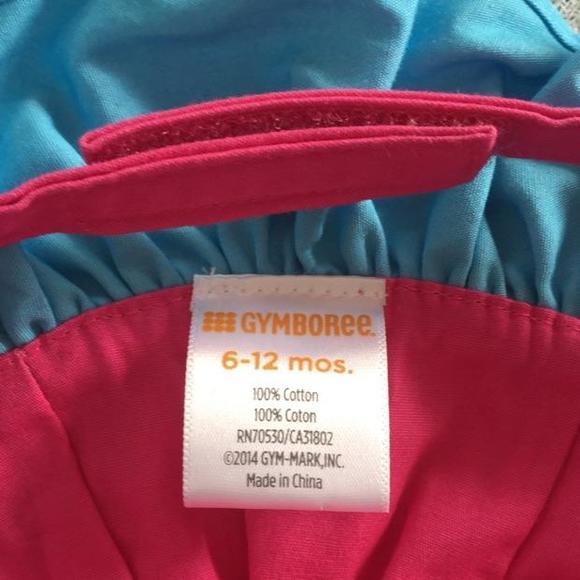 GYMBOREE
6-12 mos.
100% Cotton
100% Coton
RN70530/CA31802
©2014 GYM-MARK,INC.
Made in China